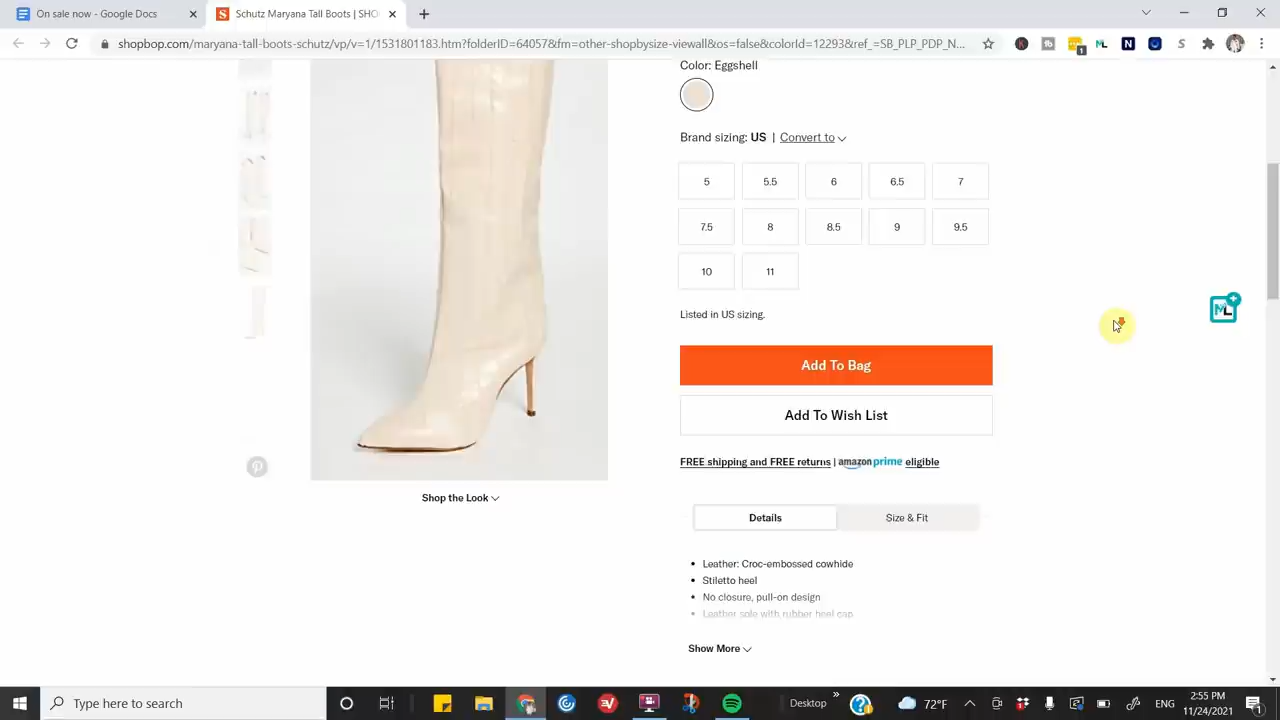 On sale now - Google Docs
Schutz Maryana Tall Boots | SHO
shopbop.com/maryana-tall-boots-schutz/vp/v=1/1531801183.htm?folderID=64057&fm=other-shopbysize-viewall&os=false&colorId=12293&ref_=SB_PLP_PDP_N...
Color: Eggshell
Brand sizing: US | Convert to
5 5.5 6 6.5 7
7.5 8 8.5 9 9.5
10 11
Listed in US sizing.
Add To Bag
Add To Wish List
FREE shipping and FREE returns | amazon prime eligible
Shop the Look
Details Size & Fit
Leather: Croc-embossed cowhide
Stiletto heel
No closure, pull-on design
Leather sole with rubber heel cap
Show More
ML
Type here to search
Desktop
72°F
ENG
2:55 PM
11/24/2021